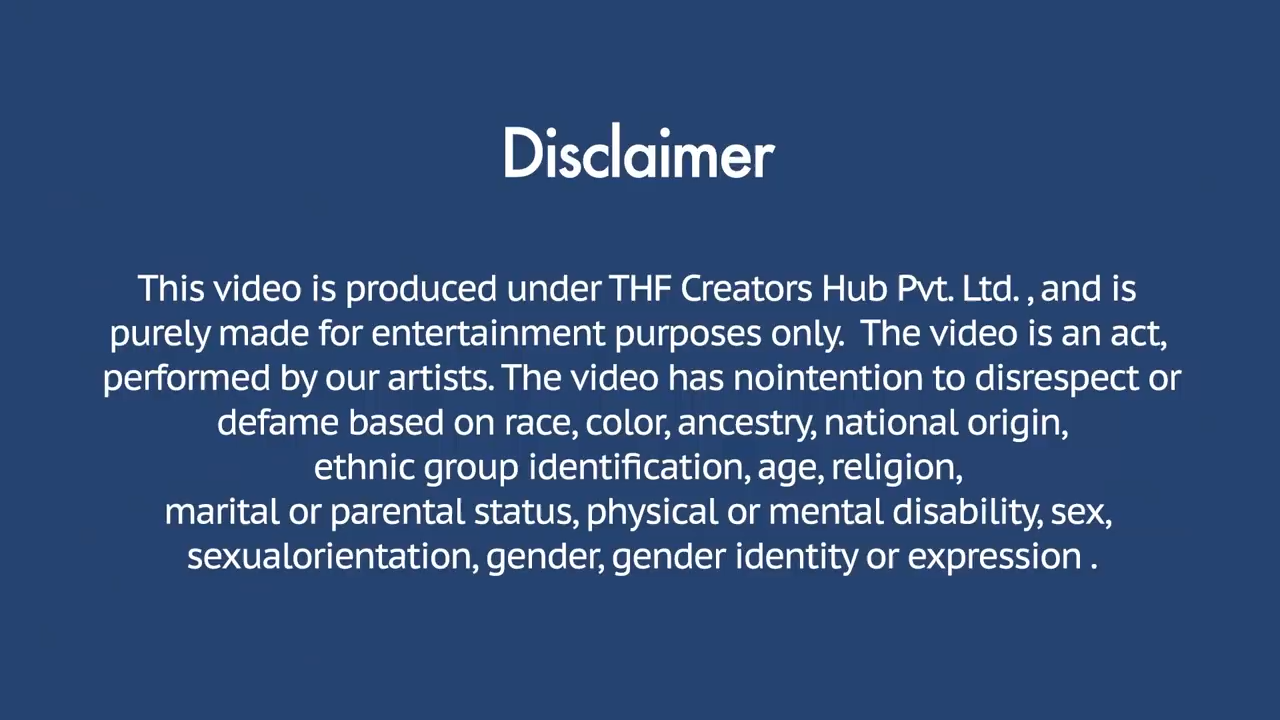 Disclaimer
This video is produced under THF Creators Hub Pvt. Ltd. , and is
purely made for entertainment purposes only.  The video is an act,
performed by our artists. The video has nointention to disrespect or
defame based on race, color, ancestry, national origin,
ethnic group identification, age, religion,
marital or parental status, physical or mental disability, sex,
sexualorientation, gender, gender identity or expression .